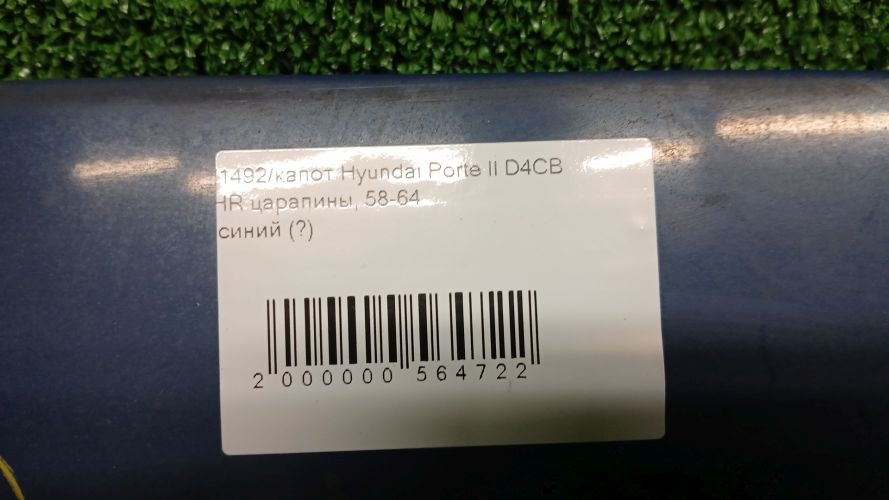 1492/капот Hyundai Porte II D4CB
HR царапины, 58-64
синий (?)
2 000000 564722